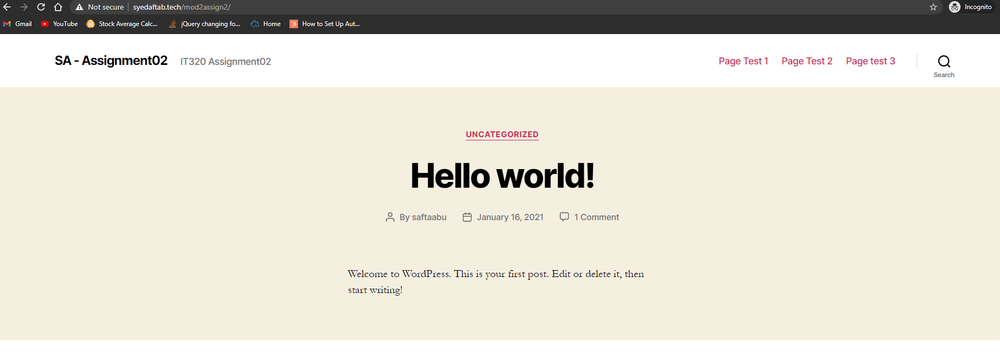 Not secure | syedaftab.tech/mod2assign2/ Incognito
Gmail YouTube Stock Average Calc... jQuery changing fo... Home How to Set Up Aut...
SA - Assignment02 IT320 Assignment02 Page Test 1 Page Test 2 Page test 3
Search
UNCATEGORIZED
Hello world!
By saftaabu January 16, 2021 1 Comment
Welcome to WordPress. This is your first post. Edit or delete it, then
start writing!